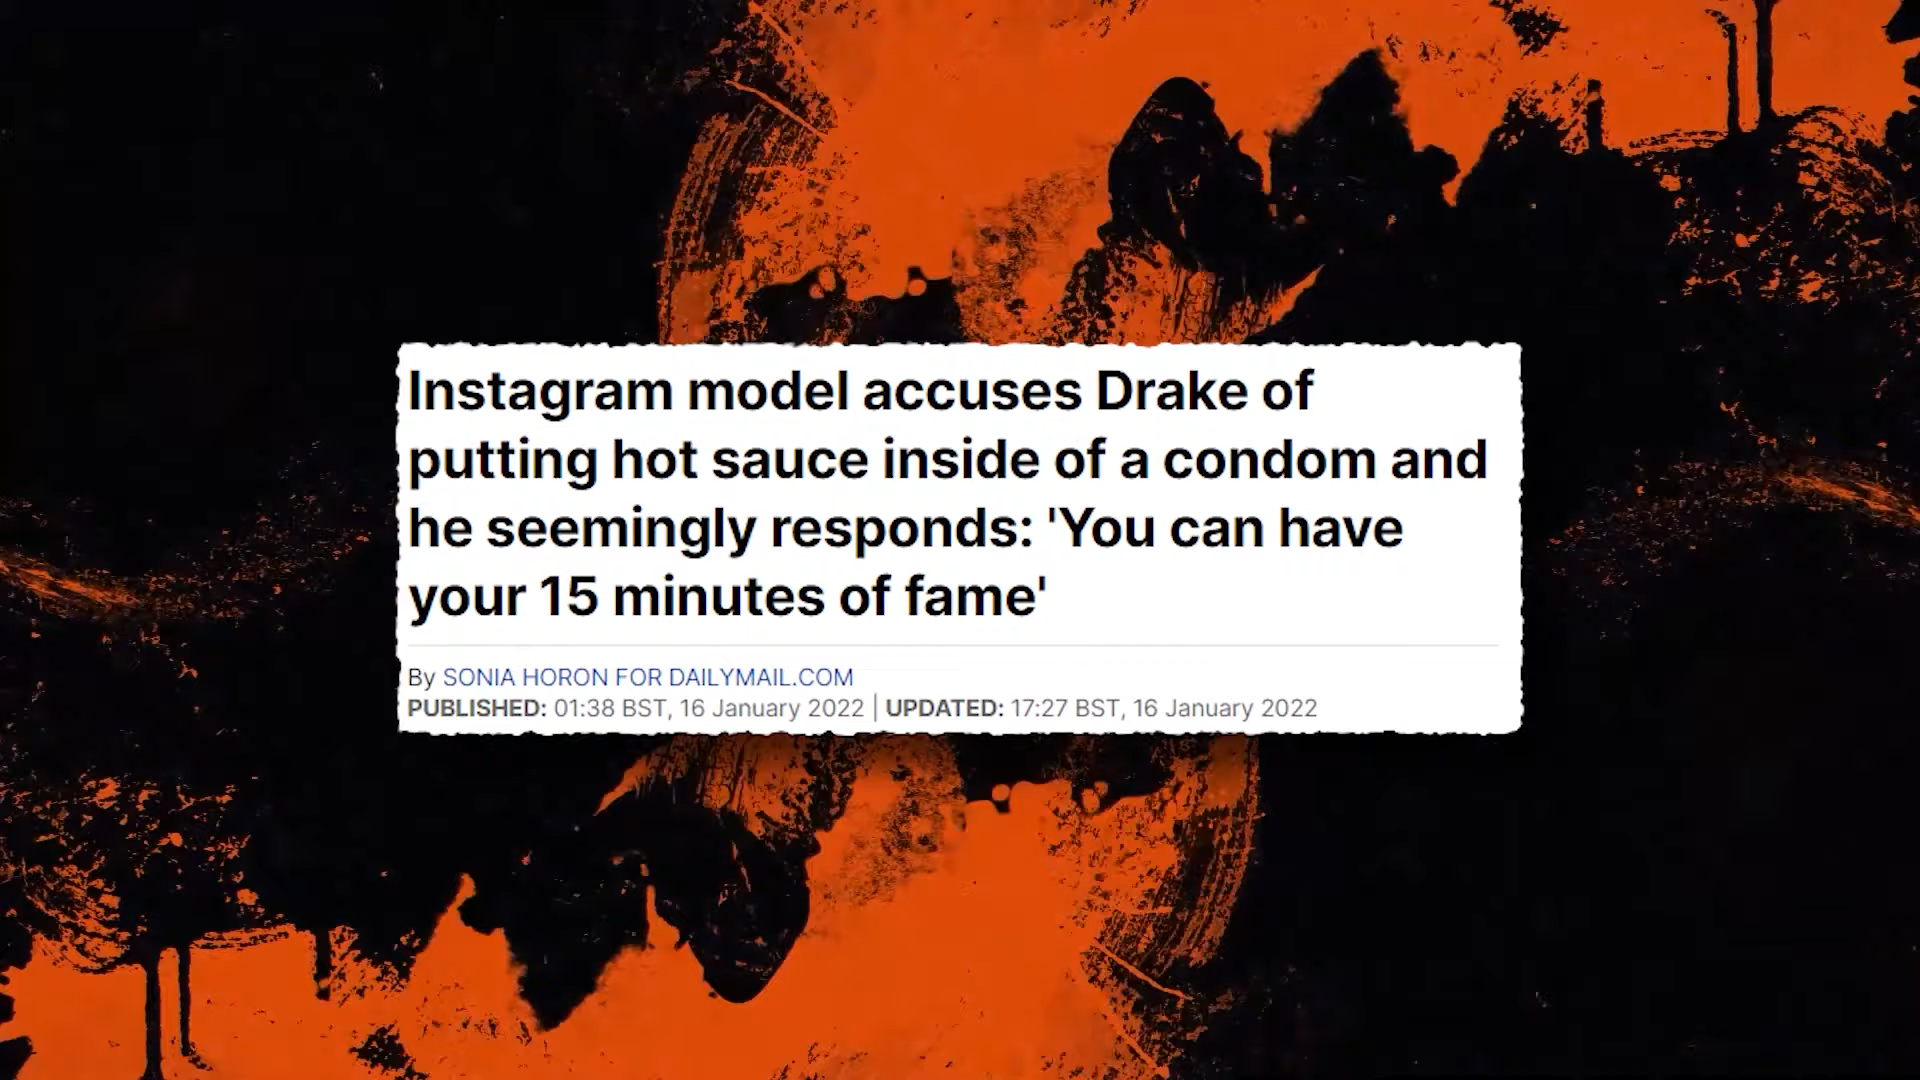 Instagram model accuses Drake of
putting hot sauce inside of a condom and
he seemingly responds: 'You can have
your 15 minutes of fame'
By SONIA HORON FOR DAILYMAIL.COM
PUBLISHED: 01:38 BST, 16 January 2022 | UPDATED: 17:27 BST, 16 January 2022